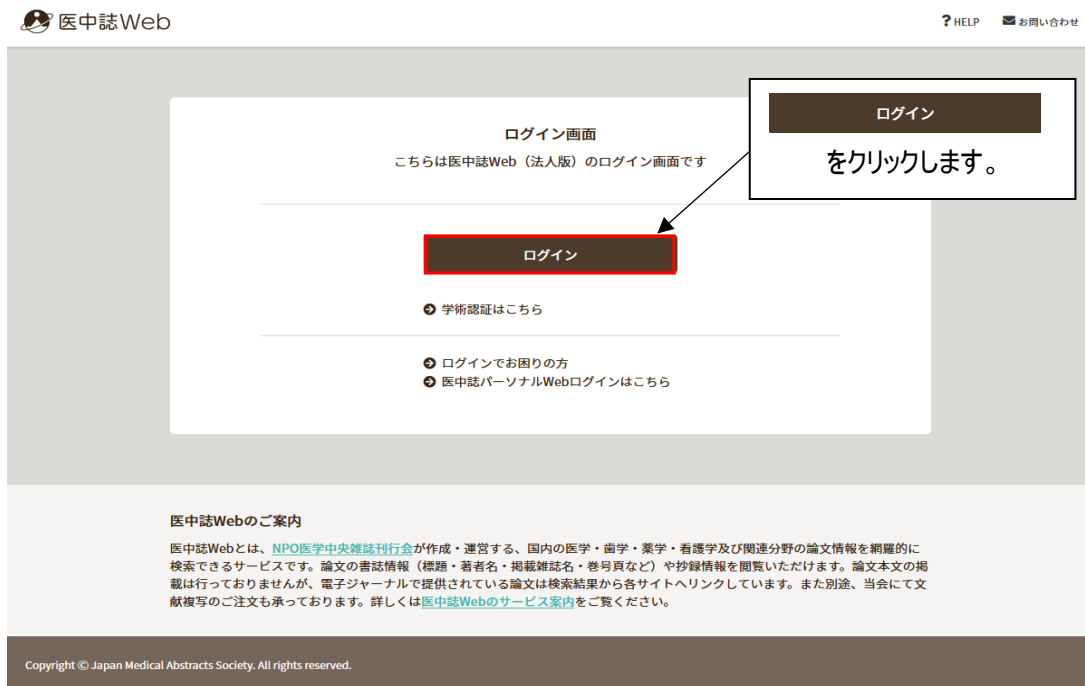 医中誌Web
? HELP お問い合わせ
ログイン
をクリックします。
ログイン画面
こちらは医中誌Web（法人版）のログイン画面です
ログイン
学術認証はこちら
ログインでお困りの方
医中誌パーソナルWebログインはこちら
医中誌Webのご案内
医中誌Webとは、NPO医学中央雑誌刊行会が作成・運営する、国内の医学・歯学・薬学・看護学及び関連分野の論文情報を網羅的に
検索できるサービスです。論文の書誌情報（標題・著者名・掲載雑誌名・巻号頁など）や抄録情報を閲覧いただけます。論文本文の掲
載は行っておりませんが、電子ジャーナルで提供されている論文は検索結果から各サイトへリンクしています。また別途、当会にて文
献複写のご注文も承っております。詳しくは医中誌Webのサービス案内をご覧ください。
Copyright © Japan Medical Abstracts Society. All rights reserved.